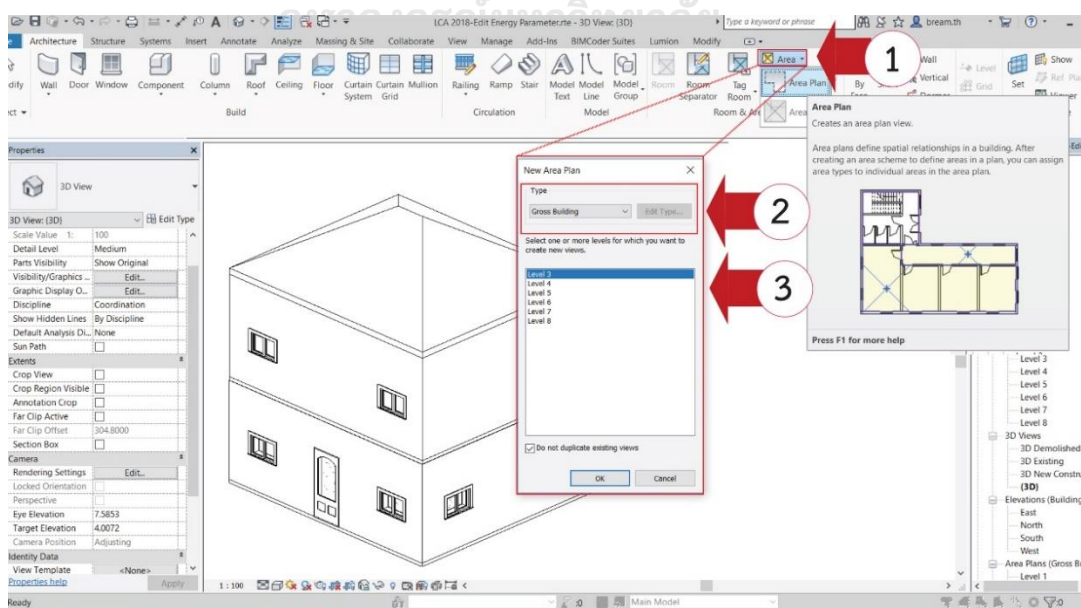 LCA 2018-Edit Energy Parameter.rte - 3D View: {3D}
Type a keyword or phrase
bream.th
Architecture Structure Systems Insert Annotate Analyze Massing & Site Collaborate View Manage Add-Ins BIMCoder Suites Lumion Modify
Wall Door Window Component Column Roof Ceiling Floor Curtain System Curtain Grid Mullion Railing Ramp Stair Model Text Model Line Model Group Room Room Separator Tag Room
Area
Area Plan
1
By
Wall
Vertical
Level
Grid
Set
Show
Build
Circulation
Model
Area Plan
Creates an area plan view.
Area plans define spatial relationships in a building. After
creating an area scheme to define areas in a plan, you can assign
area types to individual areas in the area plan.
Press F1 for more help
Properties
3D View
3D View: {3D} Edit Type
Scale Value 1: 100
Detail Level Medium
Parts Visibility Show Original
Visibility/Graphics ... Edit...
Graphic Display O... Edit...
Discipline Coordination
Show Hidden Lines By Discipline
Default Analysis Di... None
Sun Path
Extents
Crop View
Crop Region Visible
Annotation Crop
Far Clip Active
Far Clip Offset 304.8000
Section Box
Camera
Rendering Settings Edit...
Locked Orientation
Perspective
Eye Elevation 7.5853
Target Elevation 4.0072
Camera Position Adjusting
Identity Data
View Template <None>
Properties help Apply
New Area Plan
Type
Gross Building Edit Type...
2
Select one or more levels for which you want to
create new views.
Level 3
Level 4
Level 5
Level 6
Level 7
Level 8
3
Do not duplicate existing views
OK Cancel
Level 3
Level 4
Level 5
Level 6
Level 7
Level 8
3D Views
3D Demolished
3D Existing
3D New Constru
{3D}
Elevations (Building
East
North
South
West
Area Plans (Gross B
Level 1
1 : 100
Ready
:0
Main Model
:0